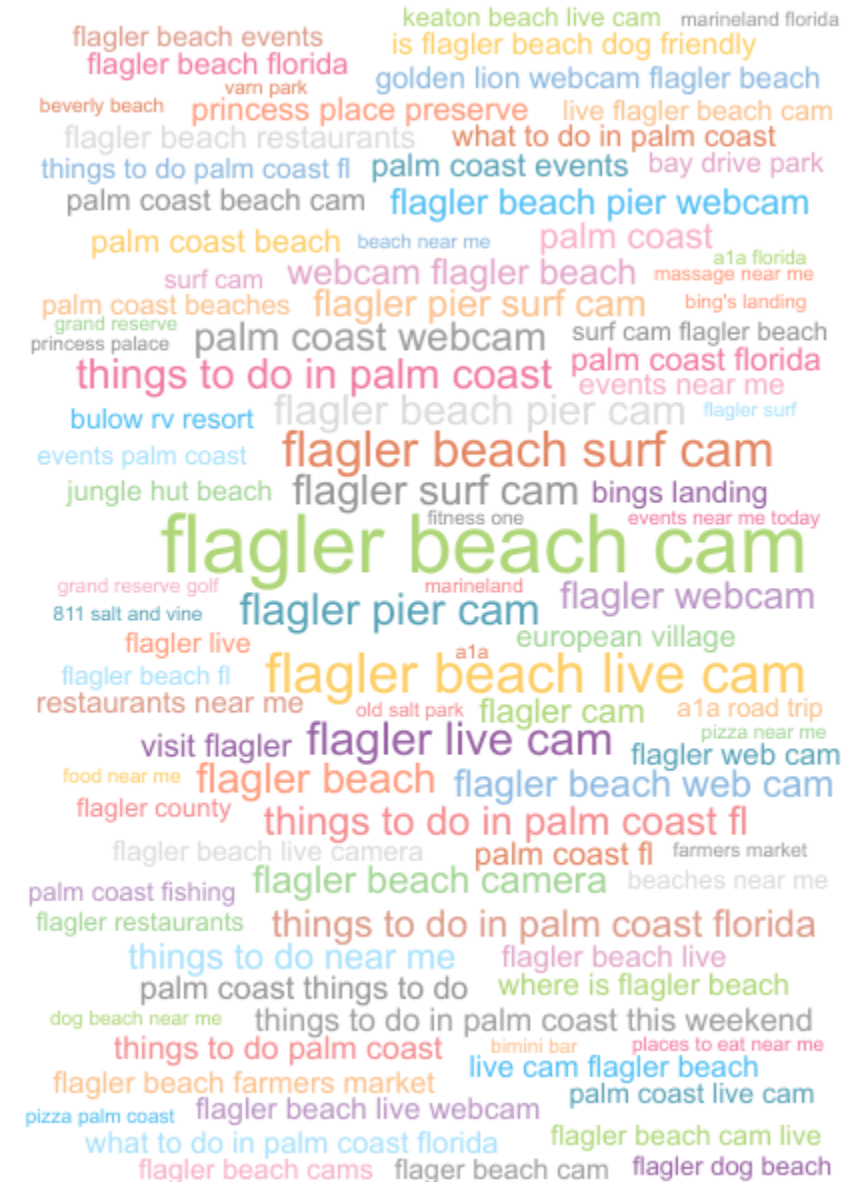 keaton beach live cam marineland florida
flagler beach events is flagler beach dog friendly
flagler beach florida golden lion webcam flagler beach
varn park
beverly beach princess place preserve live flagler beach cam
flagler beach restaurants what to do in palm coast
things to do palm coast fl palm coast events bay drive park
palm coast beach cam flagler beach pier webcam
palm coast beach beach near me palm coast
a1a florida
surf cam webcam flagler beach massage near me
palm coast beaches flagler pier surf cam bing's landing
grand reserve
princess palace palm coast webcam surf cam flagler beach
things to do in palm coast palm coast florida
events near me
bulow rv resort flagler beach pier cam flagler surf
events palm coast flagler beach surf cam
jungle hut beach flagler surf cam bings landing
fitness one events near me today
flagler beach cam
grand reserve golf marineland flagler webcam
811 salt and vine flagler pier cam
flagler live european village
a1a
flagler beach fl flagler beach live cam
restaurants near me old salt park flagler cam a1a road trip
pizza near me
visit flagler flagler live cam flagler web cam
food near me flagler beach flagler beach web cam
flagler county things to do in palm coast fl
flagler beach live camera palm coast fl farmers market
palm coast fishing flagler beach camera beaches near me
flagler restaurants things to do in palm coast florida
things to do near me flagler beach live
palm coast things to do where is flagler beach
dog beach near me things to do in palm coast this weekend
things to do palm coast bimini bar places to eat near me
live cam flagler beach
flagler beach farmers market palm coast live cam
pizza palm coast flagler beach live webcam
what to do in palm coast florida flagler beach cam live
flagler beach cams flager beach cam flagler dog beach